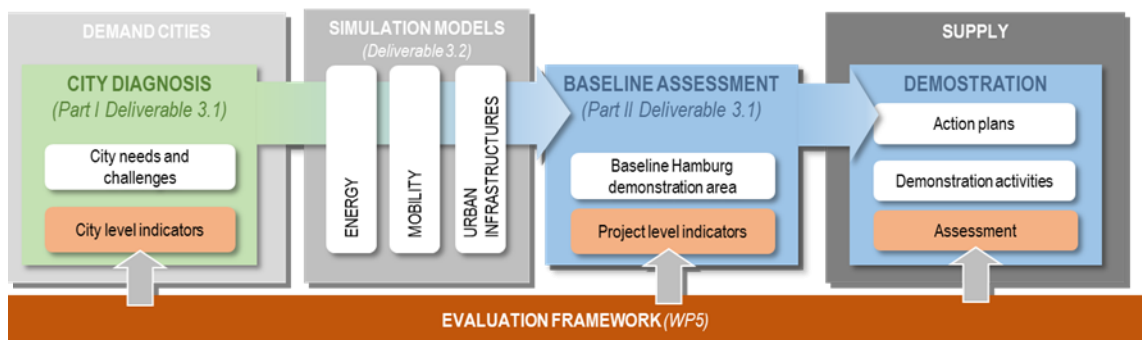 DEMAND CITIES
CITY DIAGNOSIS
(Part I Deliverable 3.1)
City needs and
challenges
City level indicators
SIMULATION MODELS
(Deliverable 3.2)
ENERGY
MOBILITY
URBAN
INFRASTRUCTURES
BASELINE ASSESSMENT
(Part II Deliverable 3.1)
Baseline Hamburg
demonstration area
Project level indicators
SUPPLY
DEMOSTRATION
Action plans
Demonstration activities
Assessment
EVALUATION FRAMEWORK (WP5)